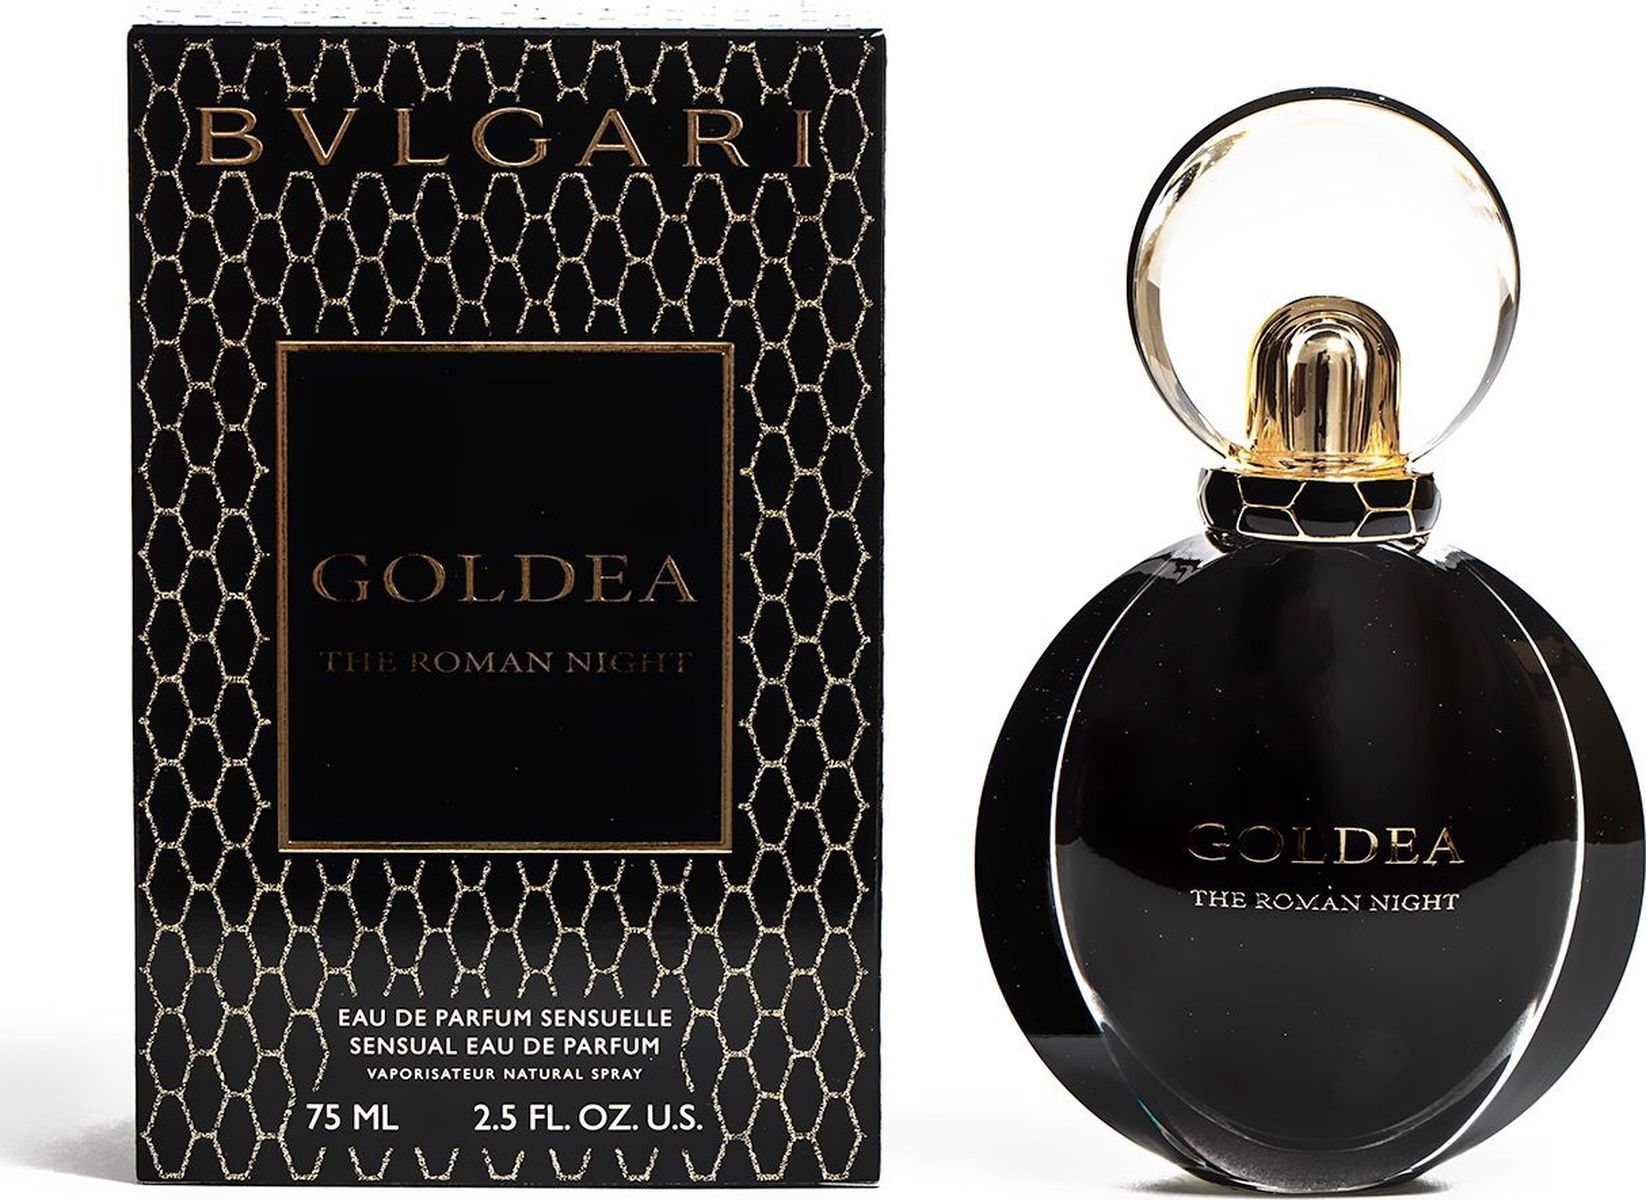 BVLGARI
GOLDEA
THE ROMAN NIGHT
EAU DE PARFUM SENSUELLE
SENSUAL EAU DE PARFUM
VAPORISATEUR NATURAL SPRAY
75 ML 2.5 FL. OZ. U.S.
GOLDEA
THE ROMAN NIGHT